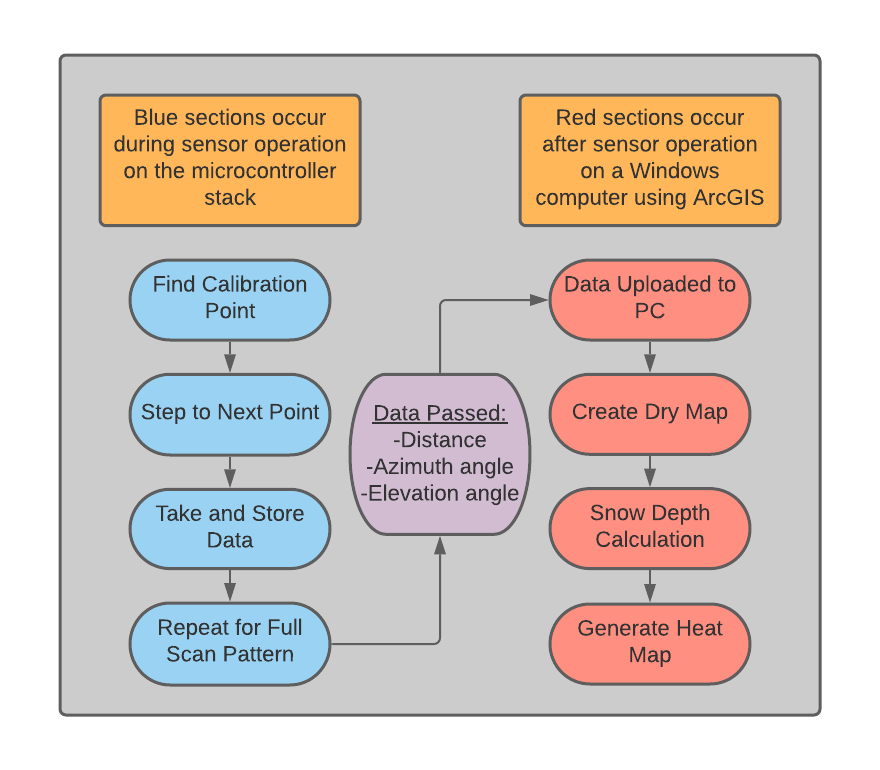 Blue sections occur
during sensor operation
on the microcontroller
stack
Red sections occur
after sensor operation
on a Windows
computer using ArcGIS
Find Calibration
Point
Step to Next Point
Take and Store
Data
Repeat for Full
Scan Pattern
Data Passed:
-Distance
-Azimuth angle
-Elevation angle
Data Uploaded to
PC
Create Dry Map
Snow Depth
Calculation
Generate Heat
Map